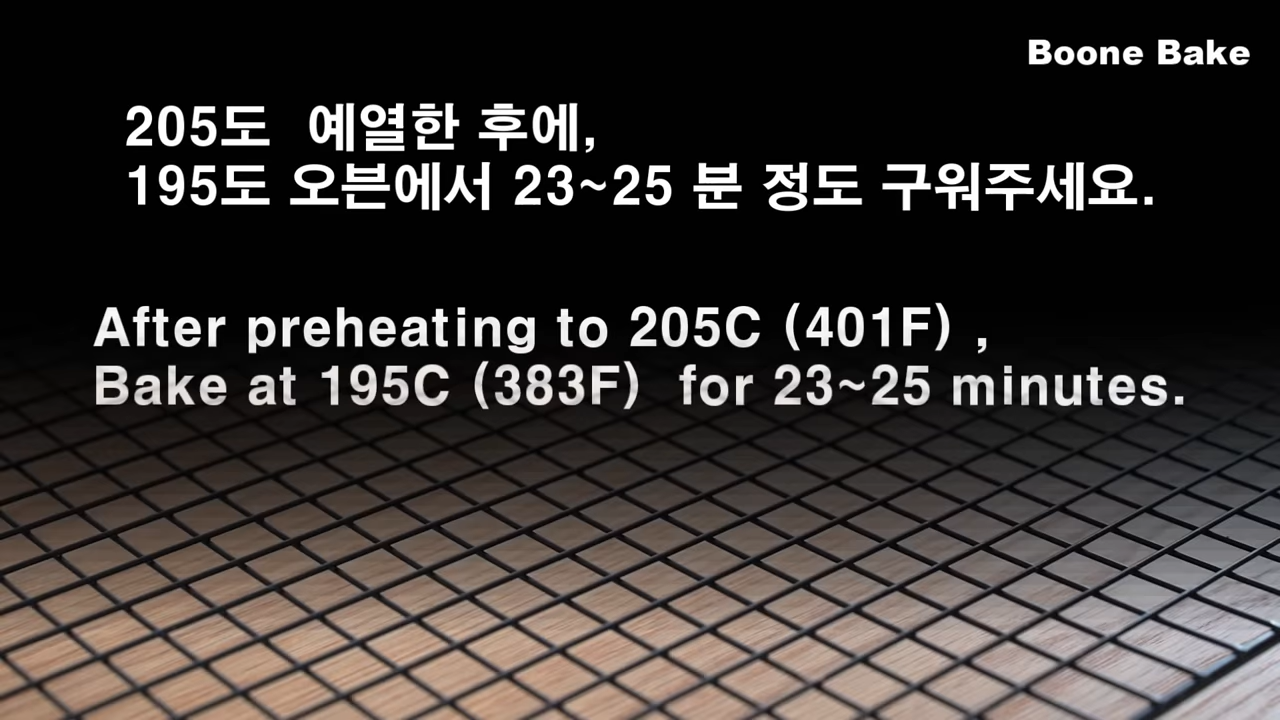 Boone Bake
205도 예열한 후에,
195도 오븐에서 23~25 분 정도 구워주세요.
After preheating to 205C (401F) ,
Bake at 195C (383F) for 23~25 minutes.